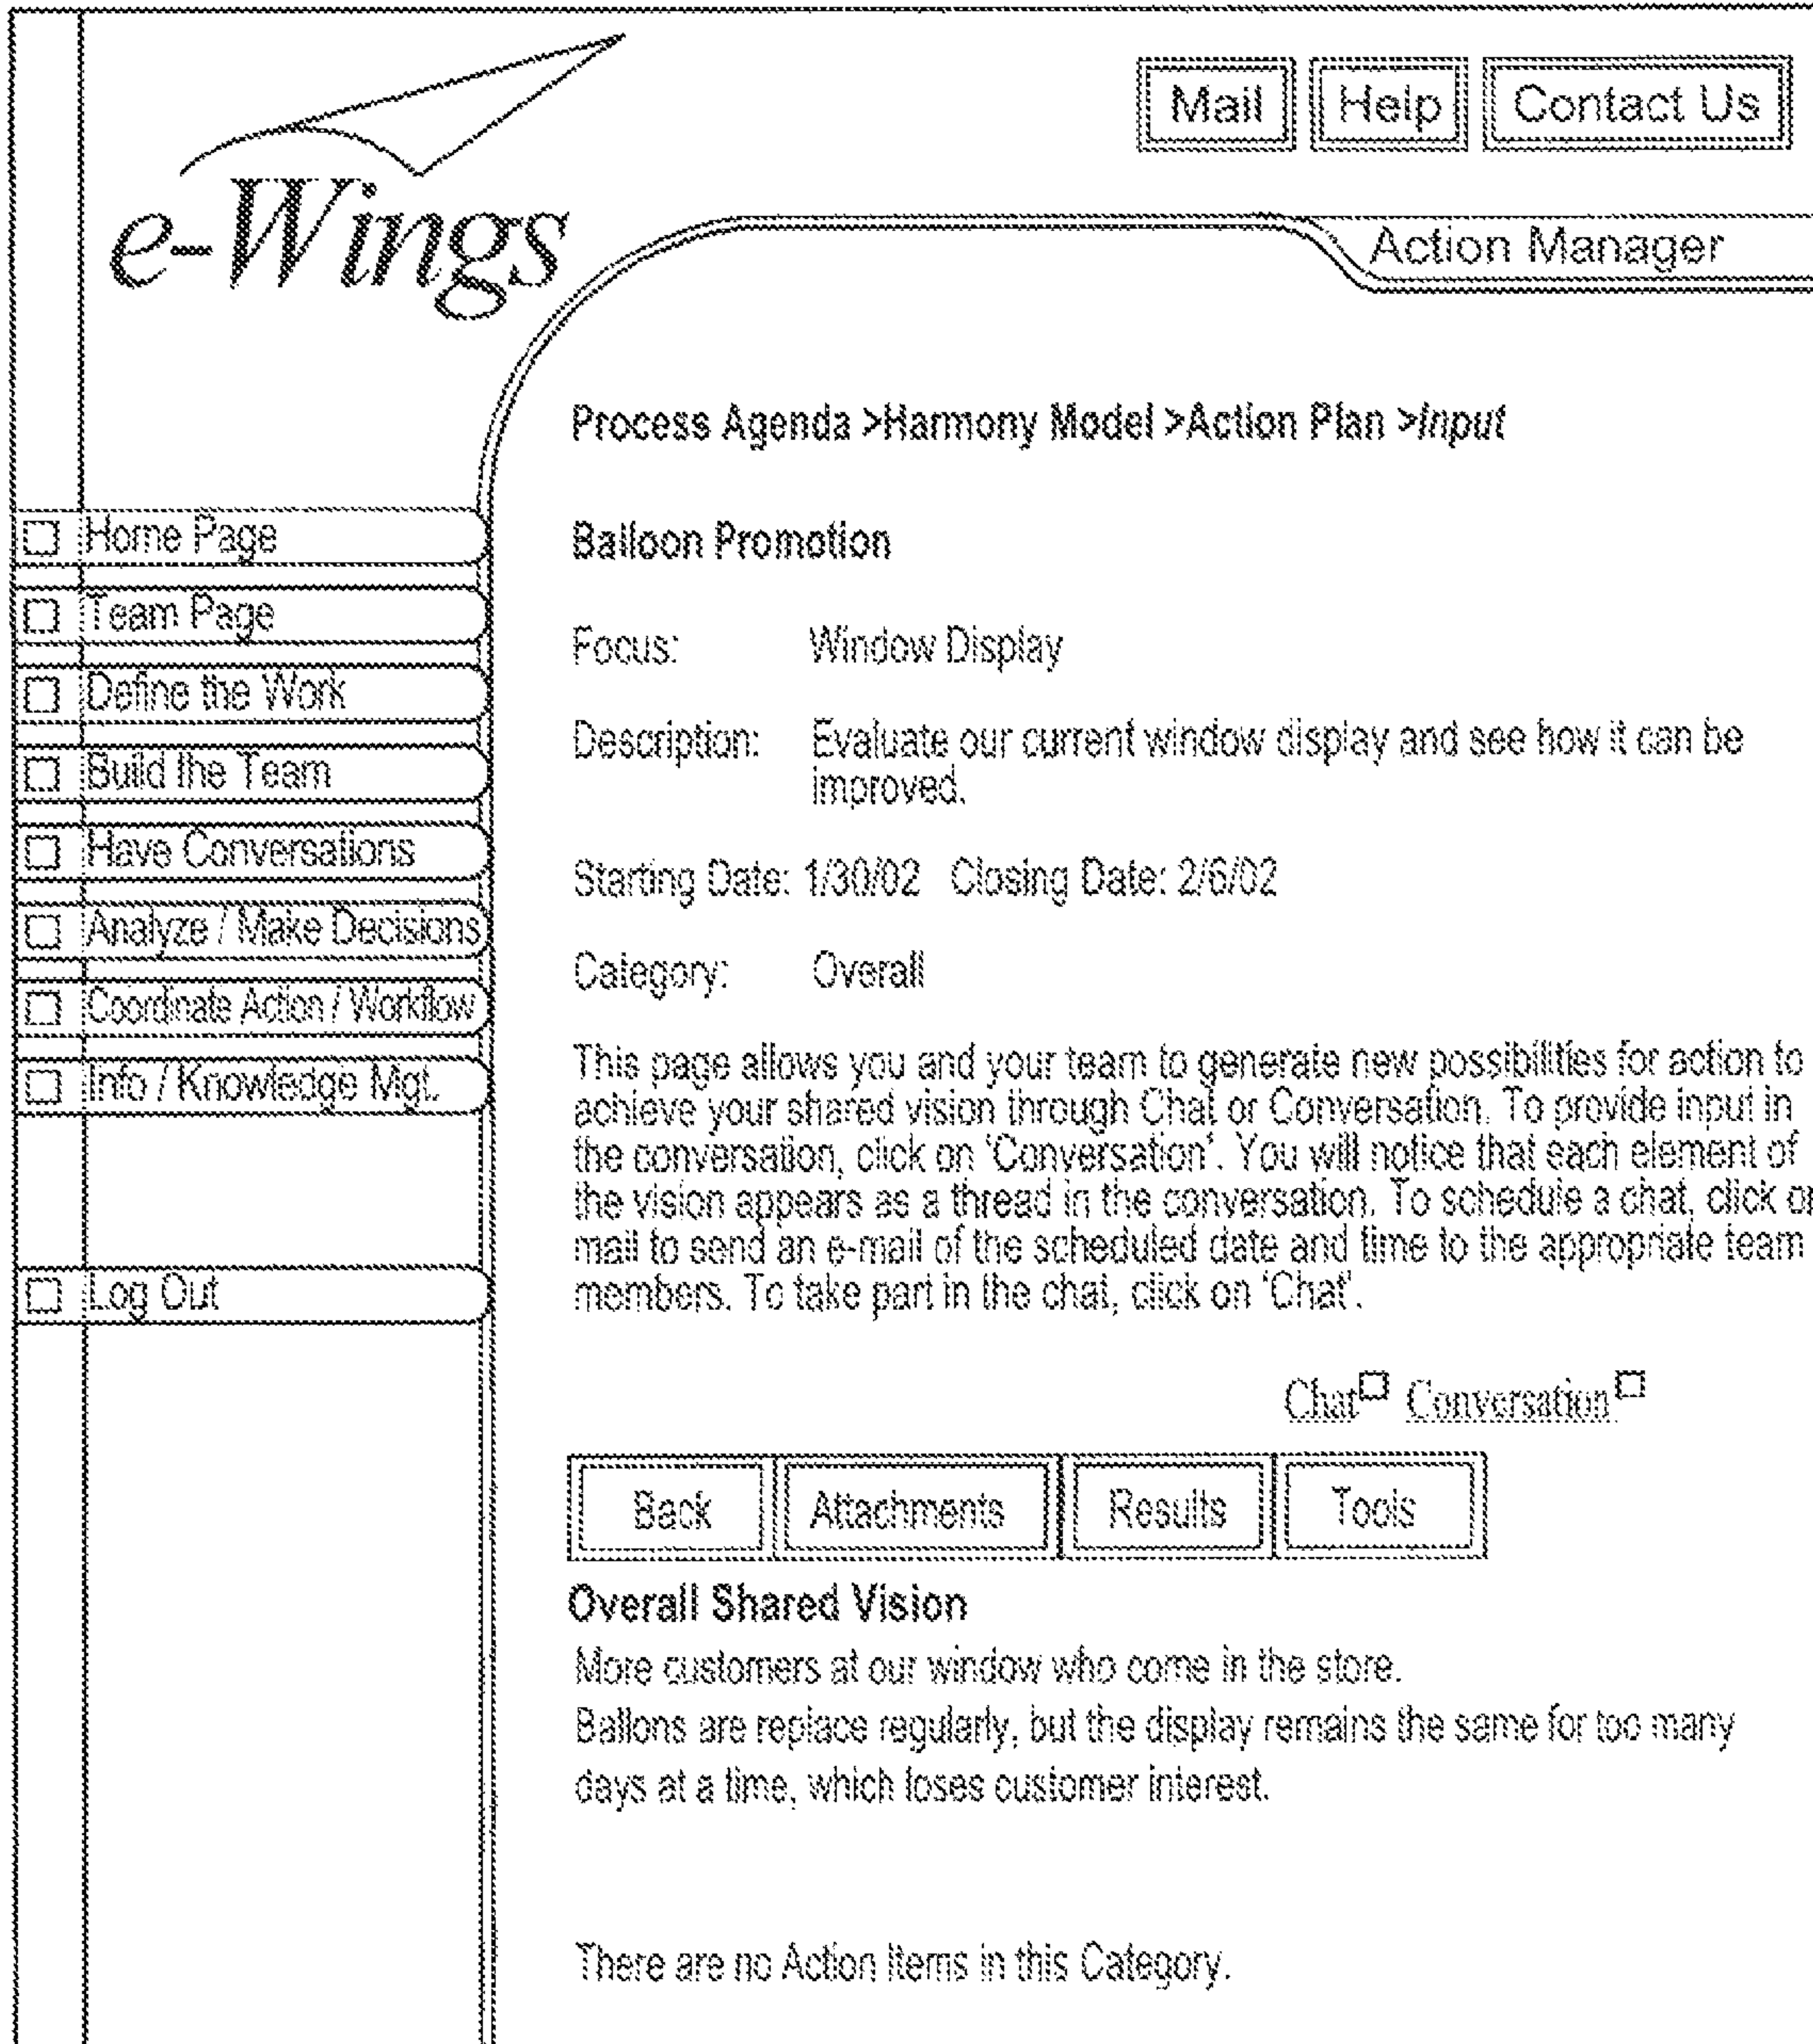 Mail Help Contact Us
e-Wings
Action Manager
Process Agenda >Harmony Model >Action Plan >Input
Home Page
Team Page
Define the Work
Build the Team
Have Conversations
Analyze / Make Decisions
Coordinate Action / Workflow
Info / Knowledge Mgt.
Log Out
Balloon Promotion
Focus: Window Display
Description: Evaluate our current window display and see how it can be
improved.
Starting Date: 1/30/02 Closing Date: 2/6/02
Category: Overall
This page allows you and your team to generate new possibilities for action to
achieve your shared vision through Chat or Conversation. To provide input in
the conversation, click on 'Conversation'. You will notice that each element of
the vision appears as a thread in the conversation. To schedule a chat, click on
mail to send an e-mail of the scheduled date and time to the appropriate team
members. To take part in the chat, click on 'Chat'.
Chat Conversation
Back Attachments Results Tools
Overall Shared Vision
More customers at our window who come in the store.
Ballons are replace regularly, but the display remains the same for too many
days at a time, which loses customer interest.
There are no Action Items in this Category.